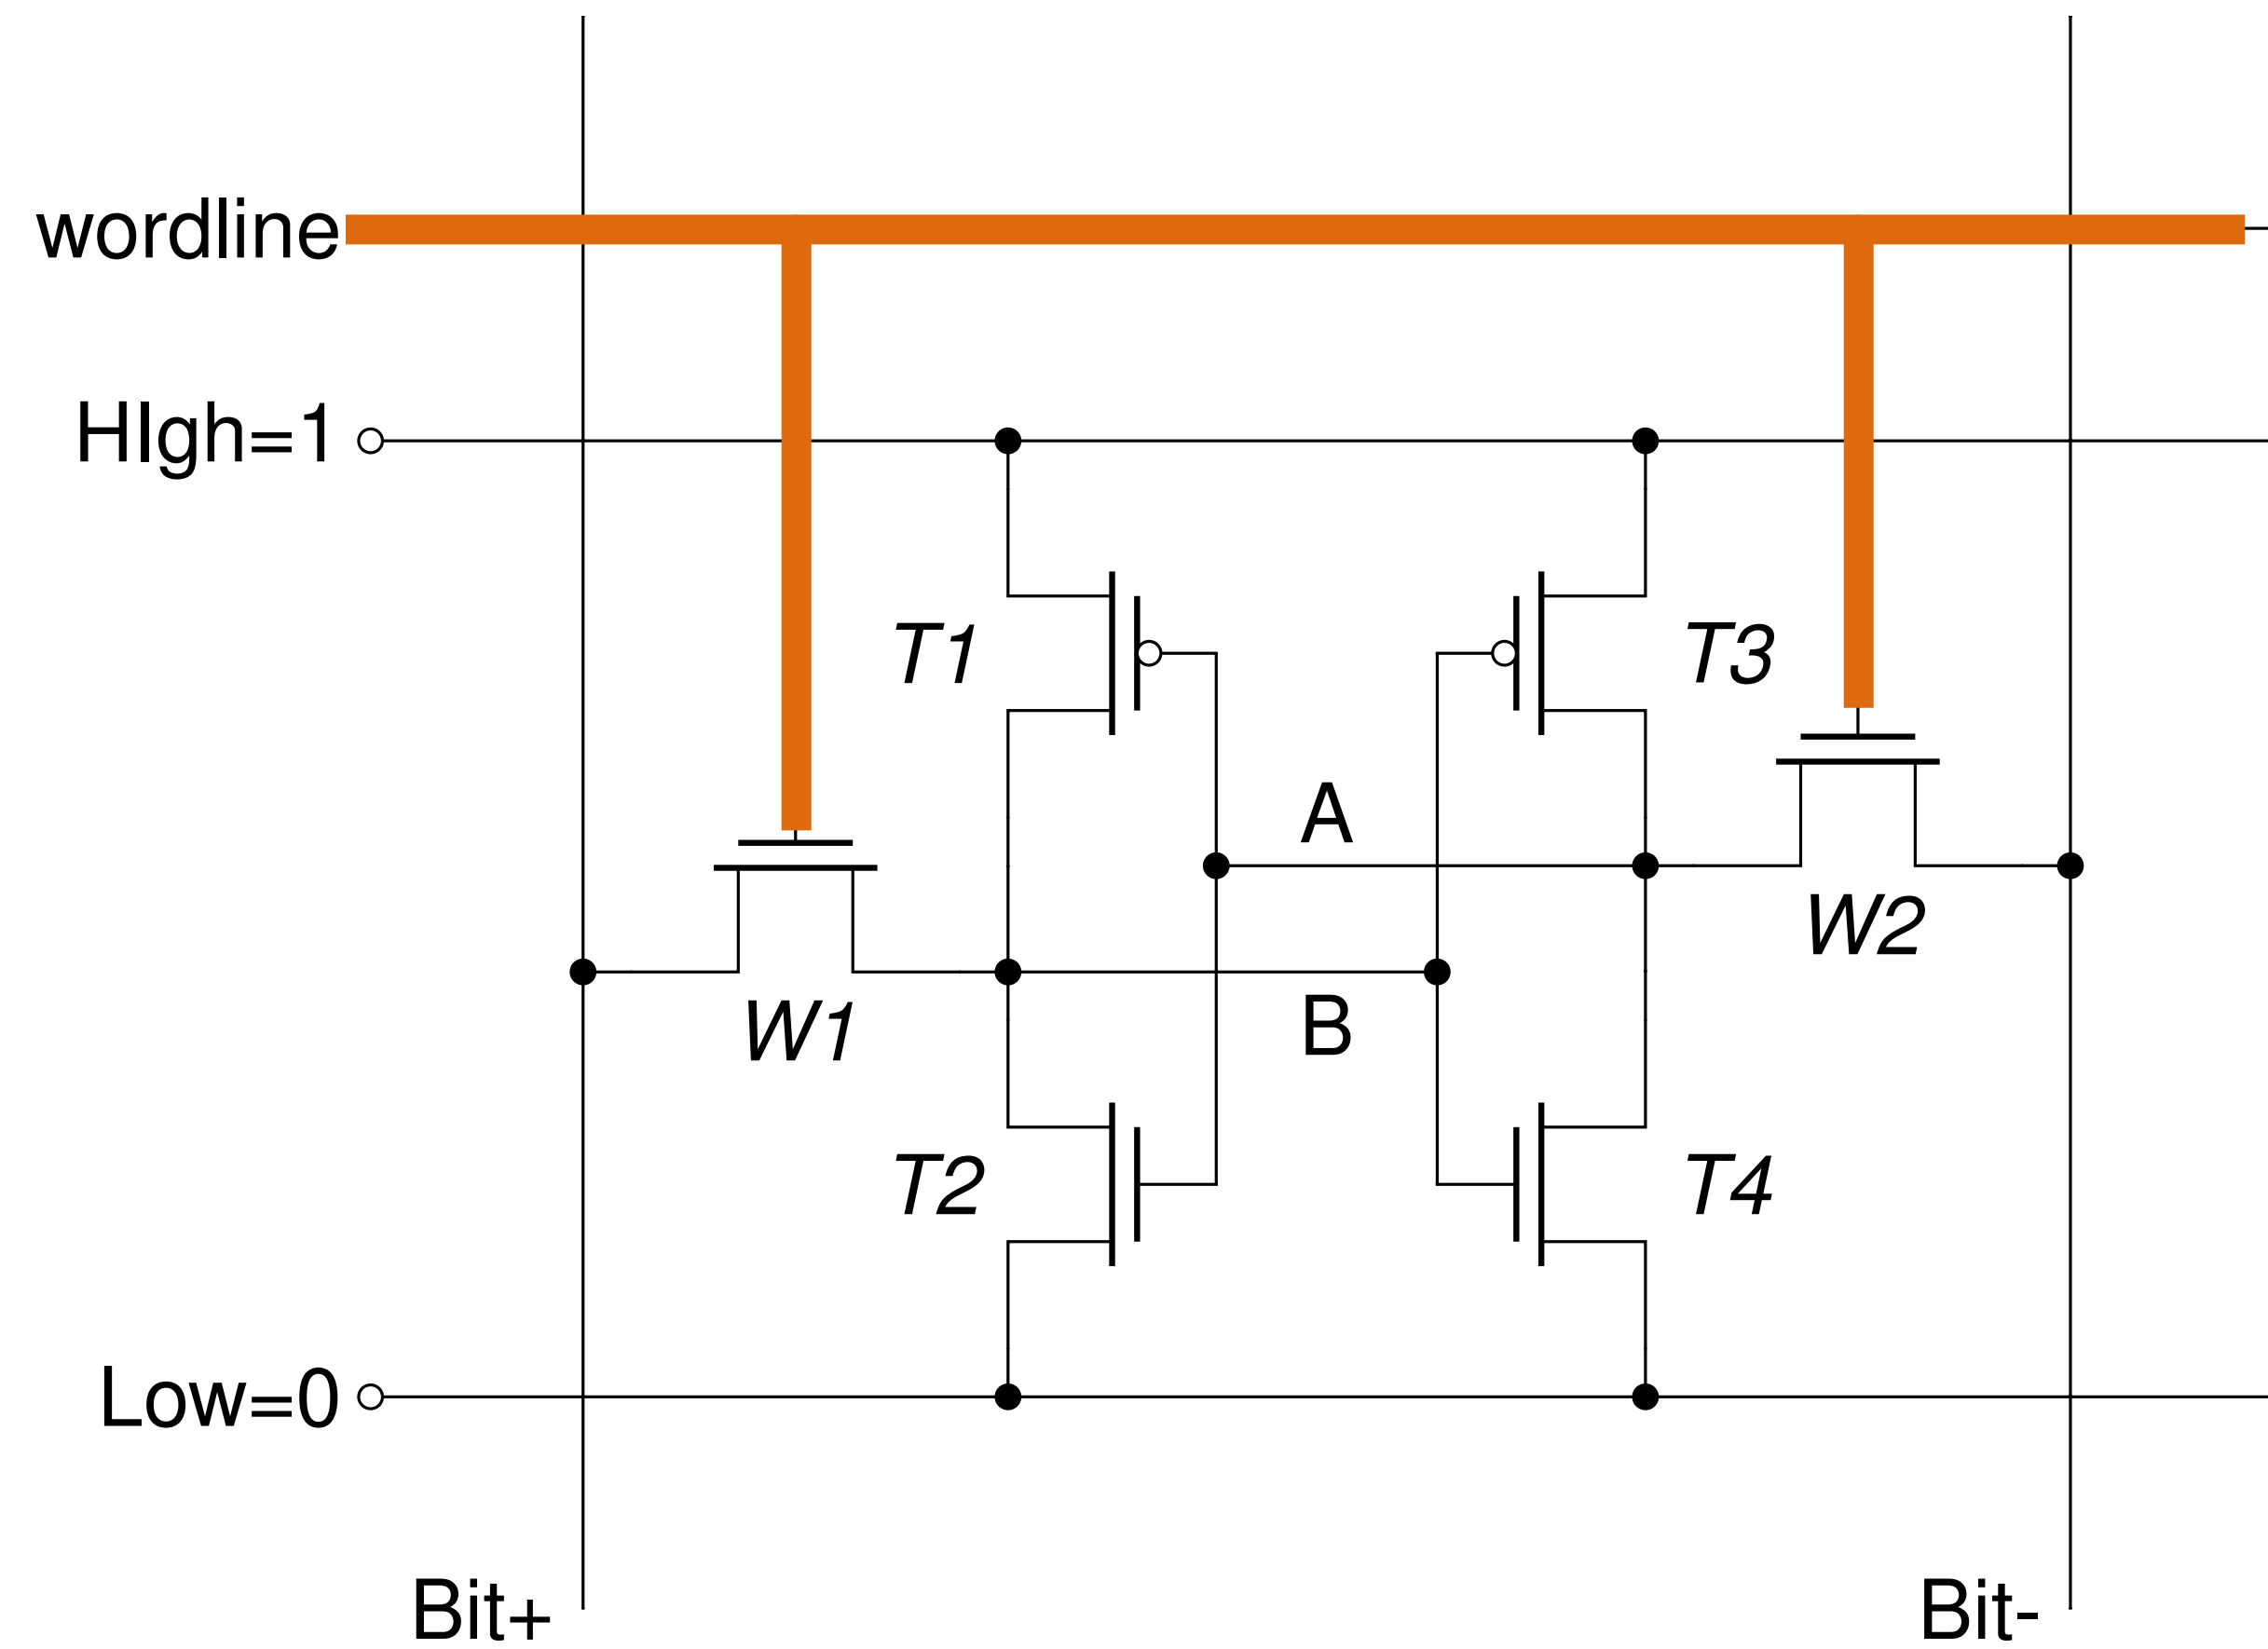 wordline
HIgh=1
T1
T3
A
W2
W1
B
T2
T4
Low=0
Bit+
Bit-